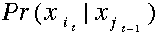 Pr(x_{i_t} | x_{j_{t-1}})